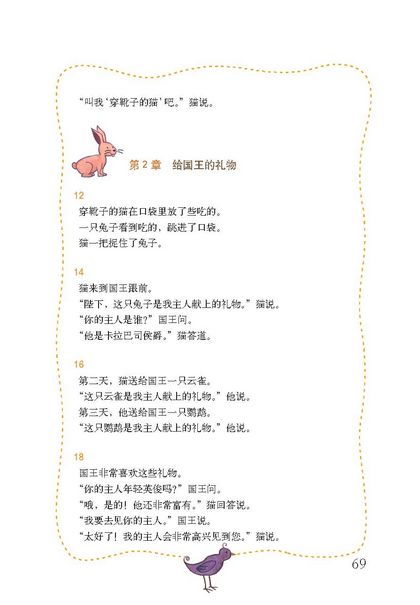 “叫我‘穿靴子的猫’吧。”猫说。
第 2 章 给国王的礼物
12
穿靴子的猫在口袋里放了些吃的。
一只兔子看到吃的，跳进了口袋。
猫一把捉住了兔子。
14
猫来到国王跟前。
“陛下，这只兔子是我主人献上的礼物。”猫说。
“你的主人是谁？”国王问。
“他是卡拉巴司侯爵。”猫答道。
16
第二天，猫送给国王一只云雀。
“这只云雀是我主人献上的礼物。”他说。
第三天，他送给国王一只鹦鹉。
“这只鹦鹉是我主人献上的礼物。”他说。
18
国王非常喜欢这些礼物。
“你的主人年轻英俊吗？”国王问。
“哦，是的！他还非常富有。”猫回答说。
“我要去见你的主人。”国王说。
“太好了！我的主人会非常高兴见到您。”猫说。
69